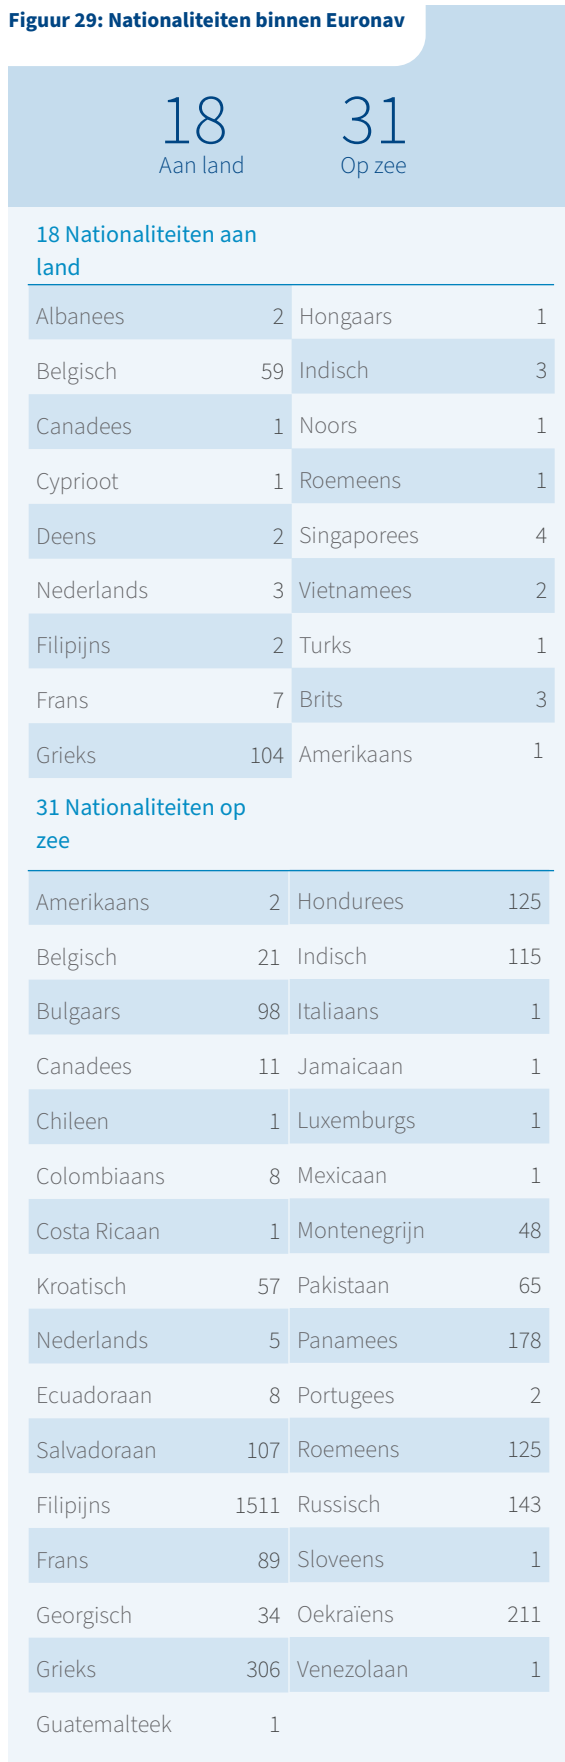 Figuur 29: Nationaliteiten binnen Euronav
18 31
Aan land Op zee
18 Nationaliteiten aan
land
Albanees 2 Hongaars 1
Belgisch 59 Indisch 3
Canadees 1 Noors 1
Cyprioot 1 Roemeens 1
Deens 2 Singaporees 4
Nederlands 3 Vietnamees 2
Filipijns 2 Turks 1
Frans 7 Brits 3
Grieks 104 Amerikaans 1
31 Nationaliteiten op
zee
Amerikaans 2 Hondurees 125
Belgisch 21 Indisch 115
Bulgaars 98 Italiaans 1
Canadees 11 Jamaicaan 1
Chileen 1 Luxemburgs 1
Colombiaans 8 Mexicaan 1
Costa Ricaan 1 Montenegrijn 48
Kroatisch 57 Pakistaan 65
Nederlands 5 Panamees 178
Ecuadoraan 8 Portugees 2
Salvadoraan 107 Roemeens 125
Filipijns 1511 Russisch 143
Frans 89 Sloveens 1
Georgisch 34 Oekraïens 211
Grieks 306 Venezolaan 1
Guatemalteek 1